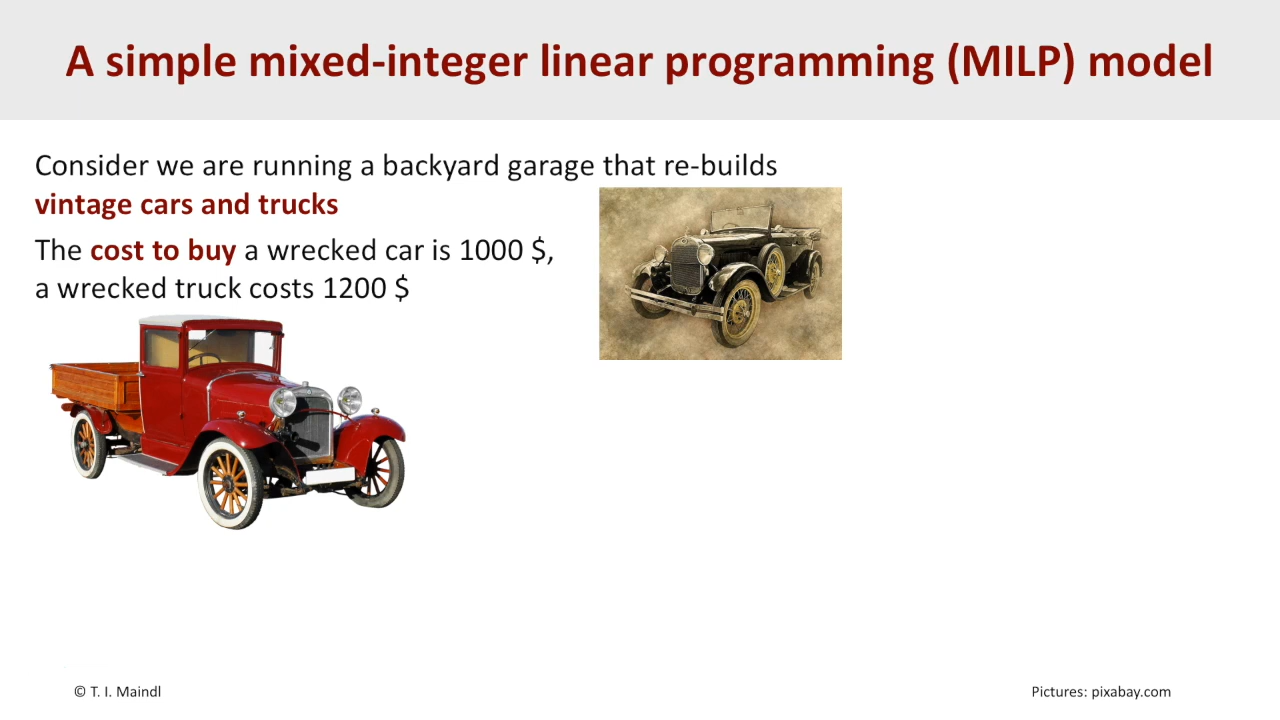 A simple mixed-integer linear programming (MILP) model
Consider we are running a backyard garage that re-builds
vintage cars and trucks
The cost to buy a wrecked car is 1000 $,
a wrecked truck costs 1200 $
© T. I. Maindl
Pictures: pixabay.com